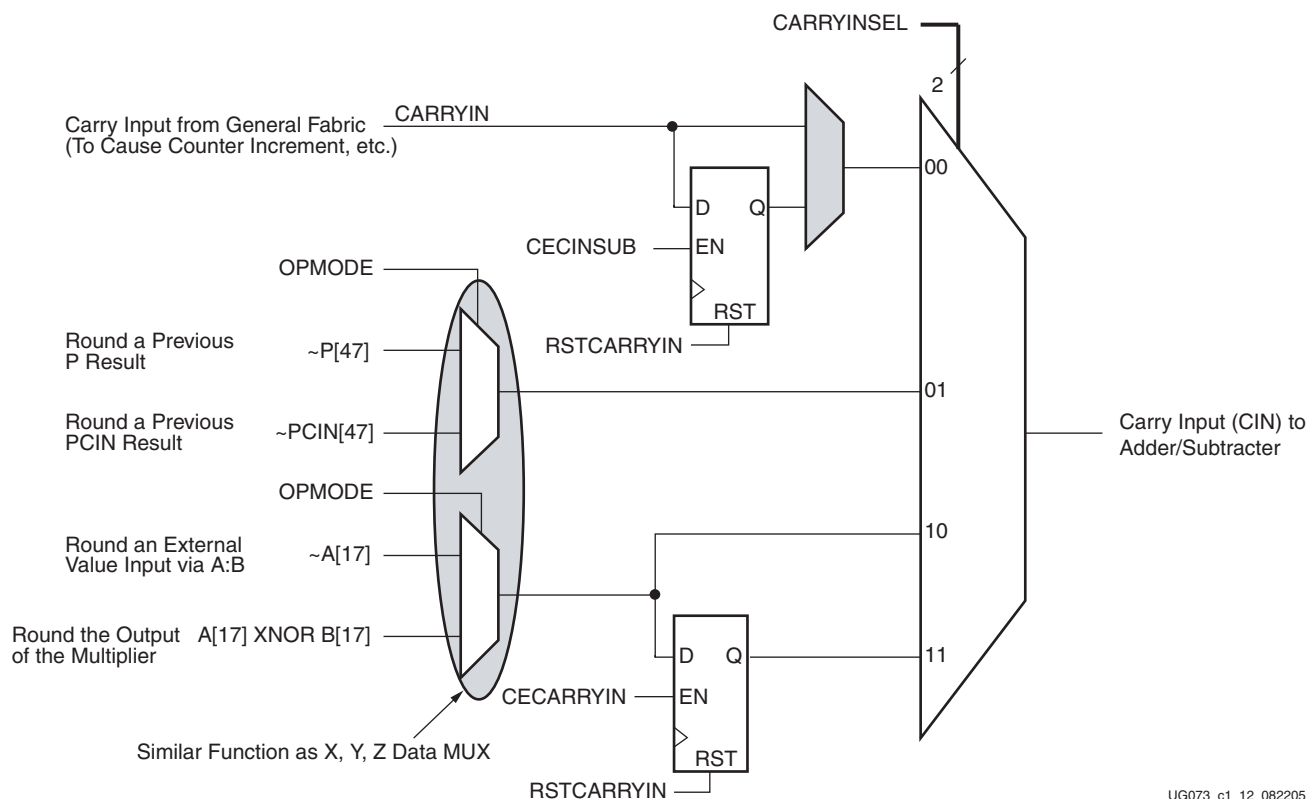 CARRYINSEL
2
Carry Input from General Fabric
(To Cause Counter Increment, etc.)
CARRYIN
00
D Q
EN
RST
CECINSUB
RSTCARRYIN
OPMODE
Round a Previous
P Result
~P[47]
01
Round a Previous
PCIN Result
~PCIN[47]
Carry Input (CIN) to
Adder/Subtracter
OPMODE
10
Round an External
Value Input via A:B
~A[17]
Round the Output
of the Multiplier
A[17] XNOR B[17]
D Q
EN
RST
11
CECARRYIN
Similar Function as X, Y, Z Data MUX
RSTCARRYIN
UG073_c1_12_082205